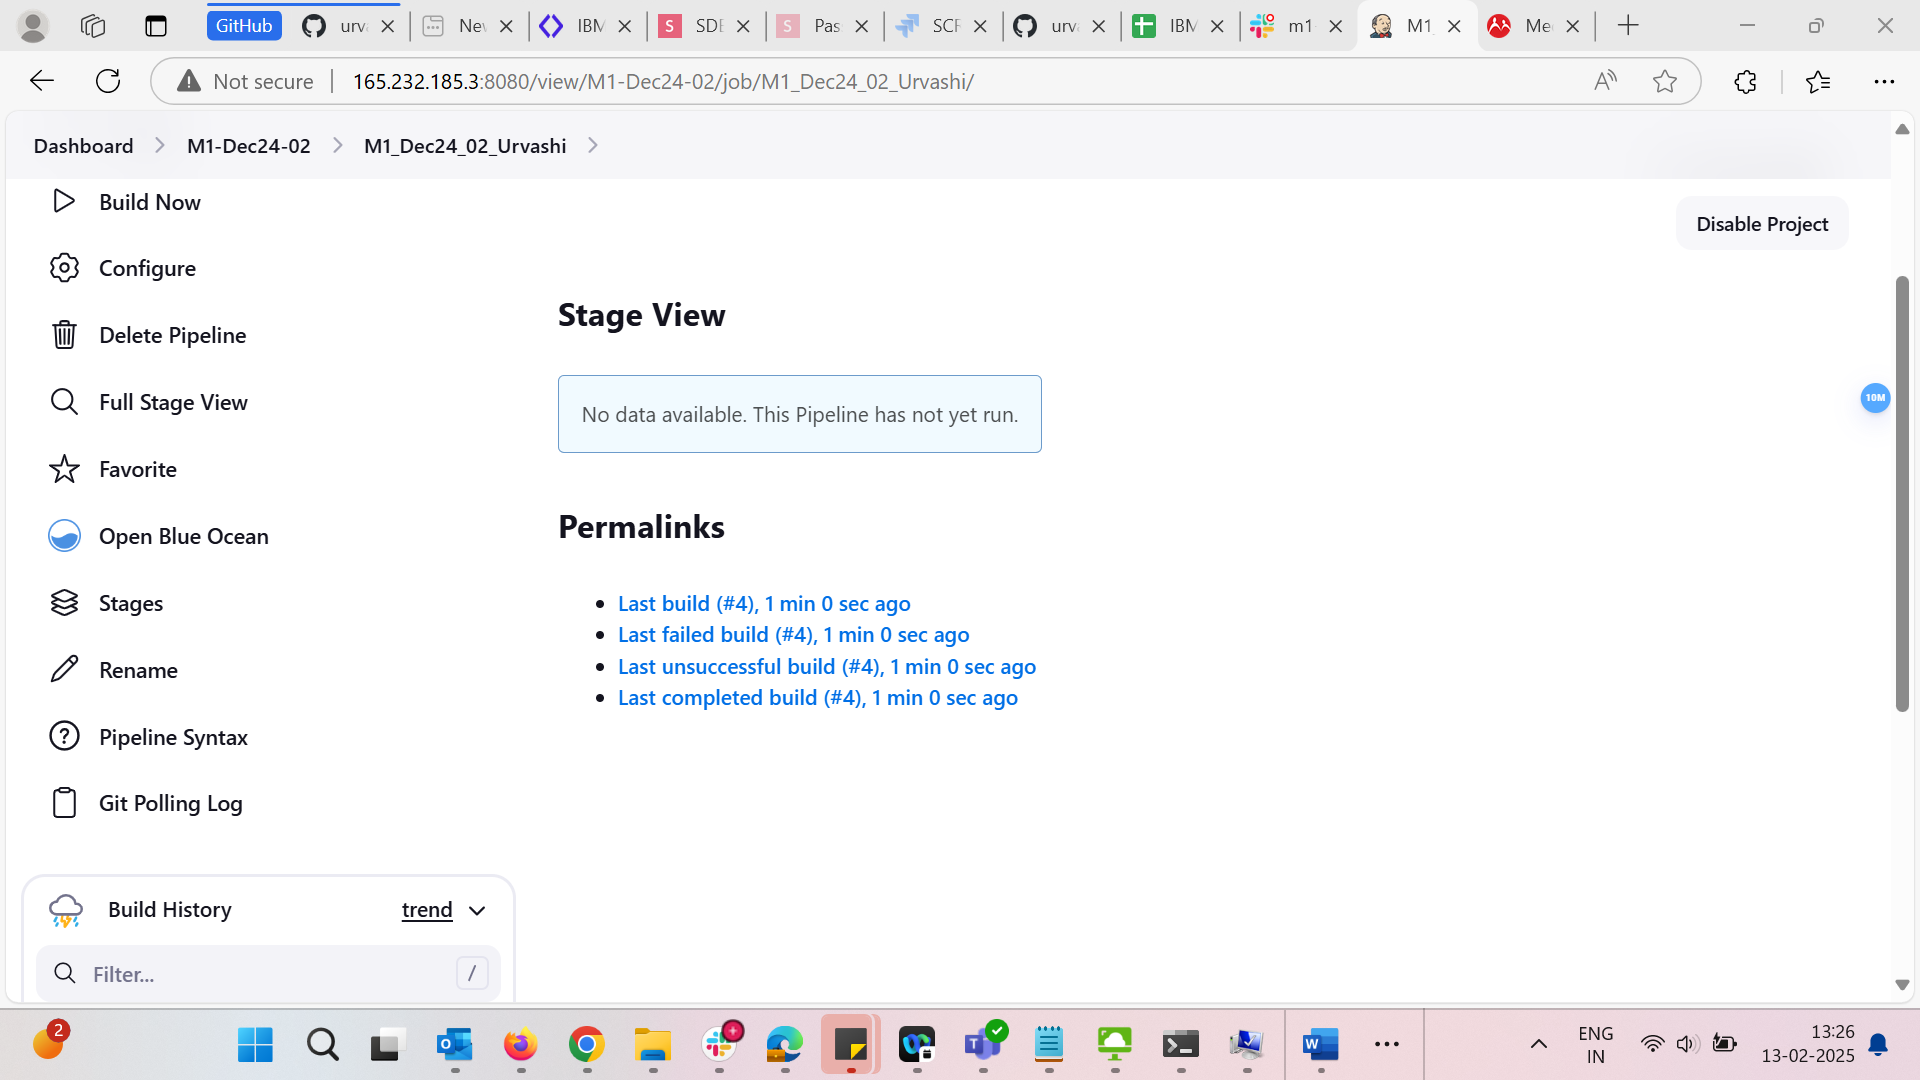 GitHub
urv
Nev
IBM
SDE
Pas
SCF
urv
IBM
m1
M1_
Me
Not secure
165.232.185.3:8080/view/M1-Dec24-02/job/M1_Dec24_02_Urvashi/
Dashboard
M1-Dec24-02
M1_Dec24_02_Urvashi
Build Now
Configure
Delete Pipeline
Full Stage View
Favorite
Open Blue Ocean
Stages
Rename
Pipeline Syntax
Git Polling Log
Build History
trend
Filter...
/
Disable Project
Stage View
No data available. This Pipeline has not yet run.
Permalinks
Last build (#4), 1 min 0 sec ago
Last failed build (#4), 1 min 0 sec ago
Last unsuccessful build (#4), 1 min 0 sec ago
Last completed build (#4), 1 min 0 sec ago
10M
2
ENG
IN
13:26
13-02-2025